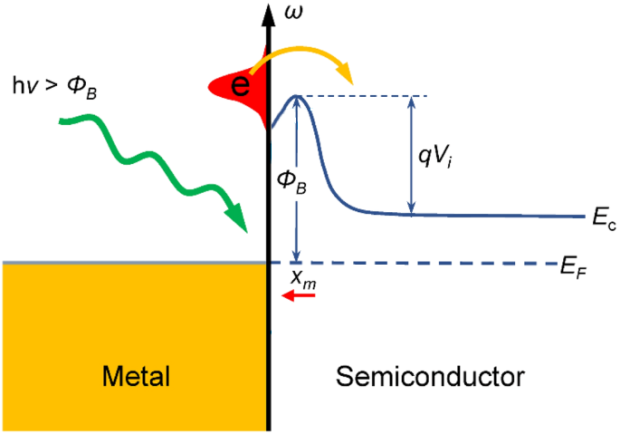 ω
hν > Φ_B
e
Φ_B
qV_i
E_c
E_F
x_m
Metal
Semiconductor